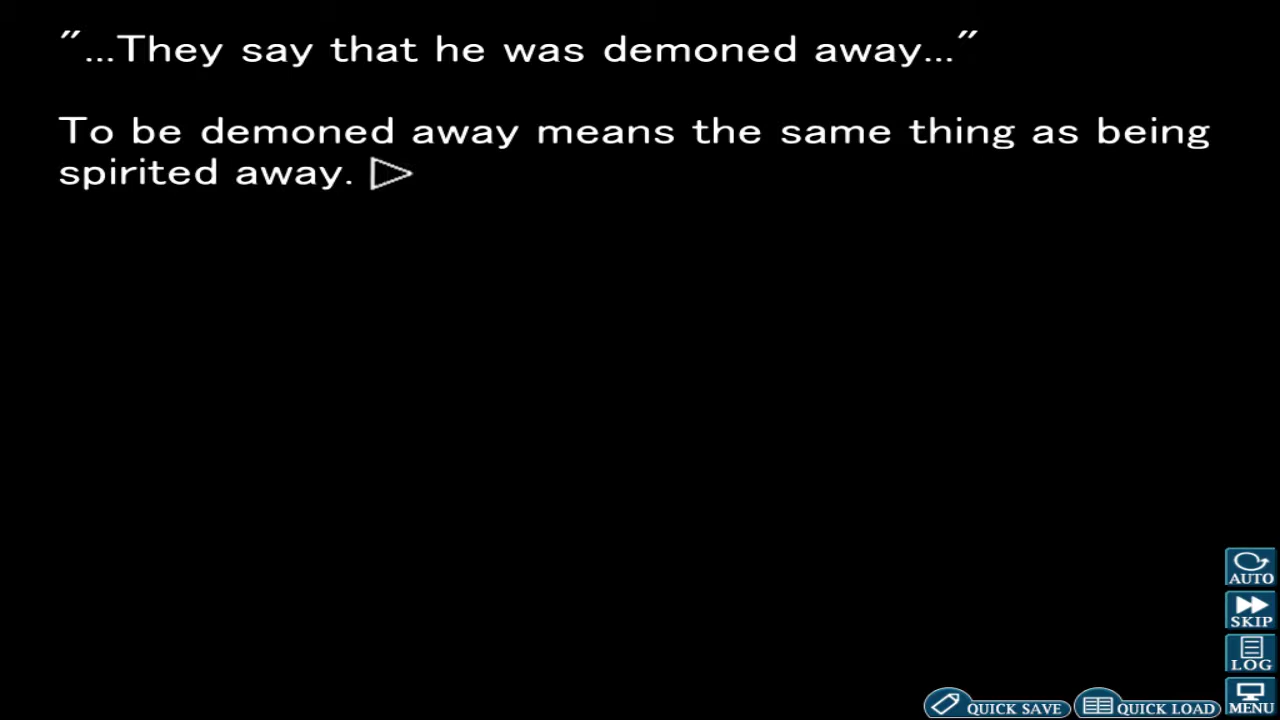 "...They say that he was demoned away..."
To be demoned away means the same thing as being
spirited away.
AUTO
SKIP
LOG
QUICK SAVE
QUICK LOAD
MENU